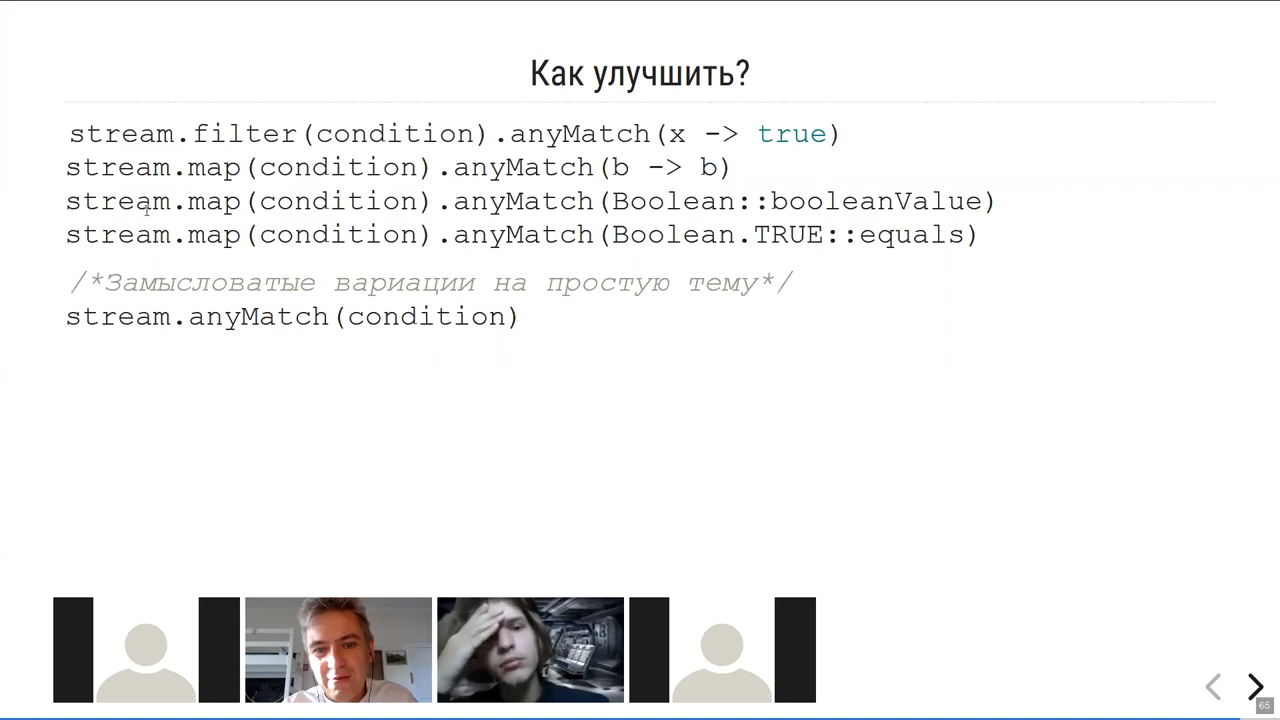 Как улучшить?
stream.filter(condition).anyMatch(x -> true)
stream.map(condition).anyMatch(b -> b)
stream.map(condition).anyMatch(Boolean::booleanValue)
stream.map(condition).anyMatch(Boolean.TRUE::equals)
/*Замысловатые вариации на простую тему*/
stream.anyMatch(condition)
65